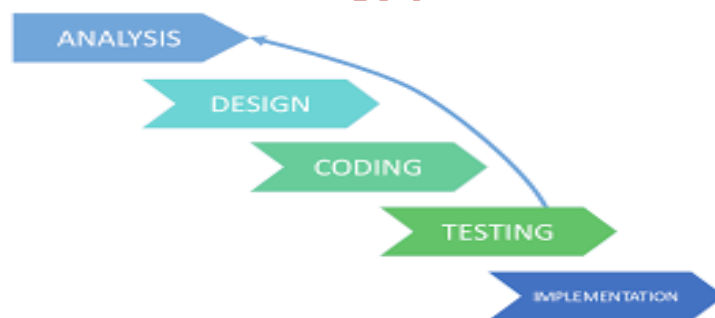 ANALYSIS
DESIGN
CODING
TESTING
IMPLEMENTATION